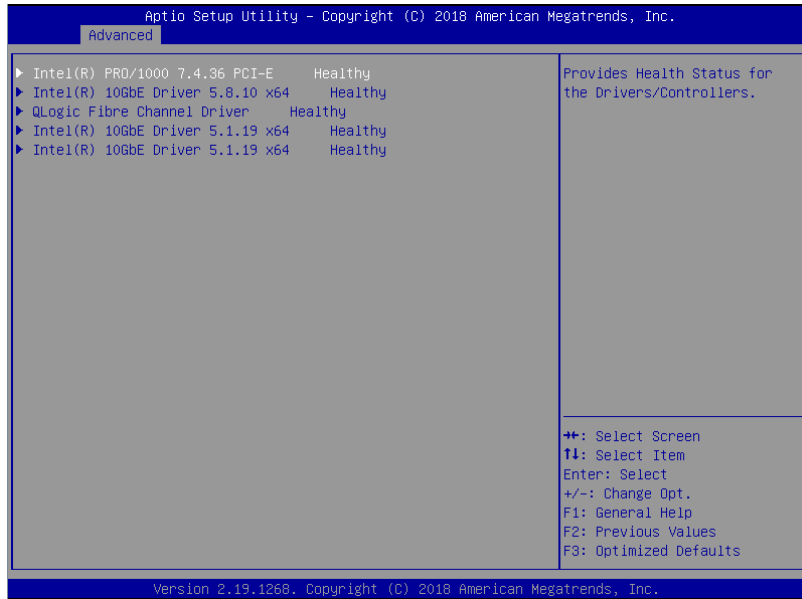 Aptio Setup Utility – Copyright (C) 2018 American Megatrends, Inc.
Advanced
Intel(R) PRO/1000 7.4.36 PCI-E Healthy
Intel(R) 10GbE Driver 5.8.10 x64 Healthy
QLogic Fibre Channel Driver Healthy
Intel(R) 10GbE Driver 5.1.19 x64 Healthy
Intel(R) 10GbE Driver 5.1.19 x64 Healthy
Provides Health Status for
the Drivers/Controllers.
→←: Select Screen
↑↓: Select Item
Enter: Select
+/-: Change Opt.
F1: General Help
F2: Previous Values
F3: Optimized Defaults
Version 2.19.1268. Copyright (C) 2018 American Megatrends, Inc.